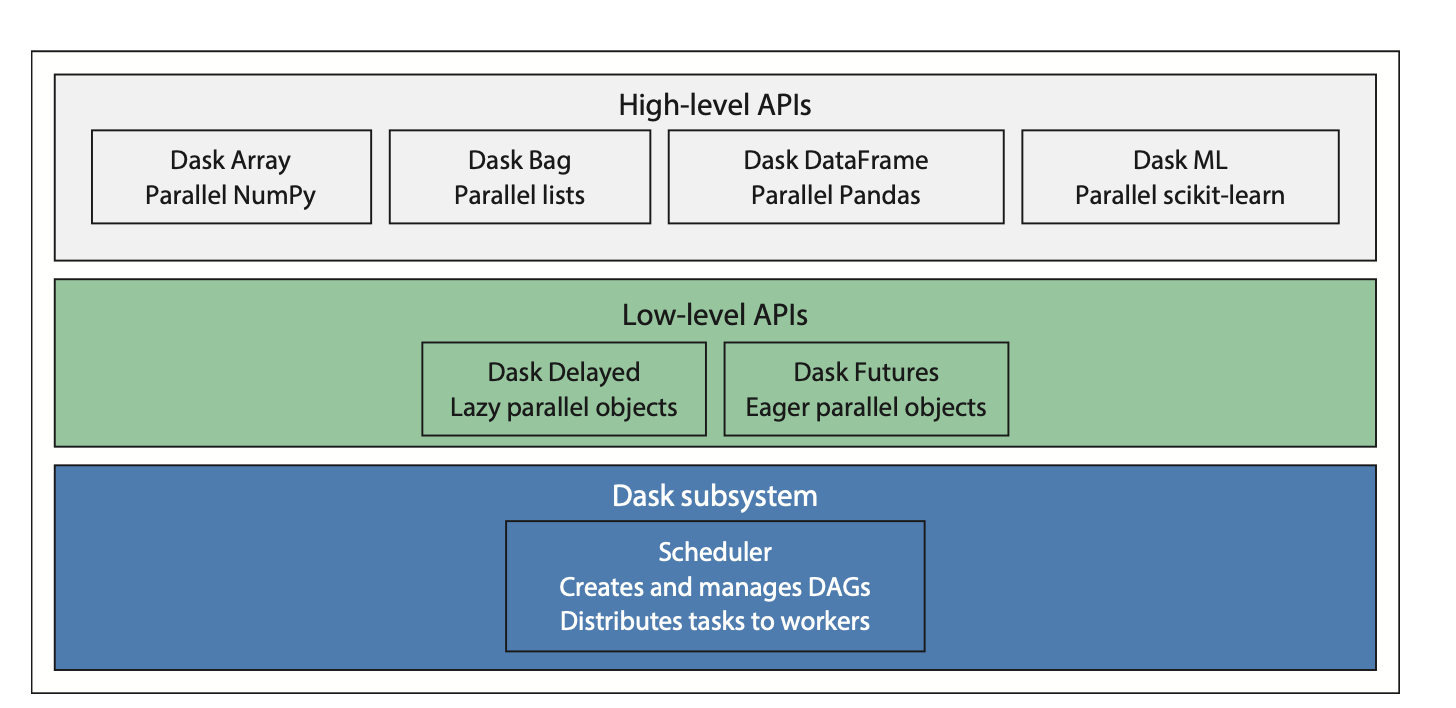 High-level APIs
Dask Array
Parallel NumPy
Dask Bag
Parallel lists
Dask DataFrame
Parallel Pandas
Dask ML
Parallel scikit-learn
Low-level APIs
Dask Delayed
Lazy parallel objects
Dask Futures
Eager parallel objects
Dask subsystem
Scheduler
Creates and manages DAGs
Distributes tasks to workers